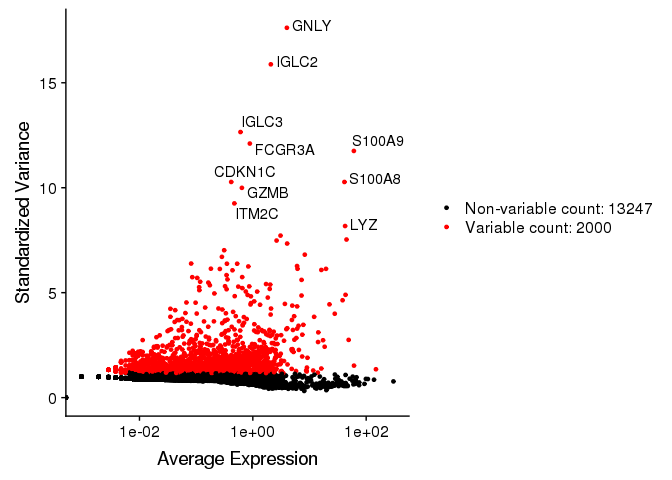 GNLY
IGLC2
15
IGLC3
S100A9
FCGR3A
CDKN1C
S100A8
10
GZMB
ITM2C
LYZ
Non-variable count: 13247
Variable count: 2000
Standardized Variance
5
0
1e-02 1e+00 1e+02
Average Expression